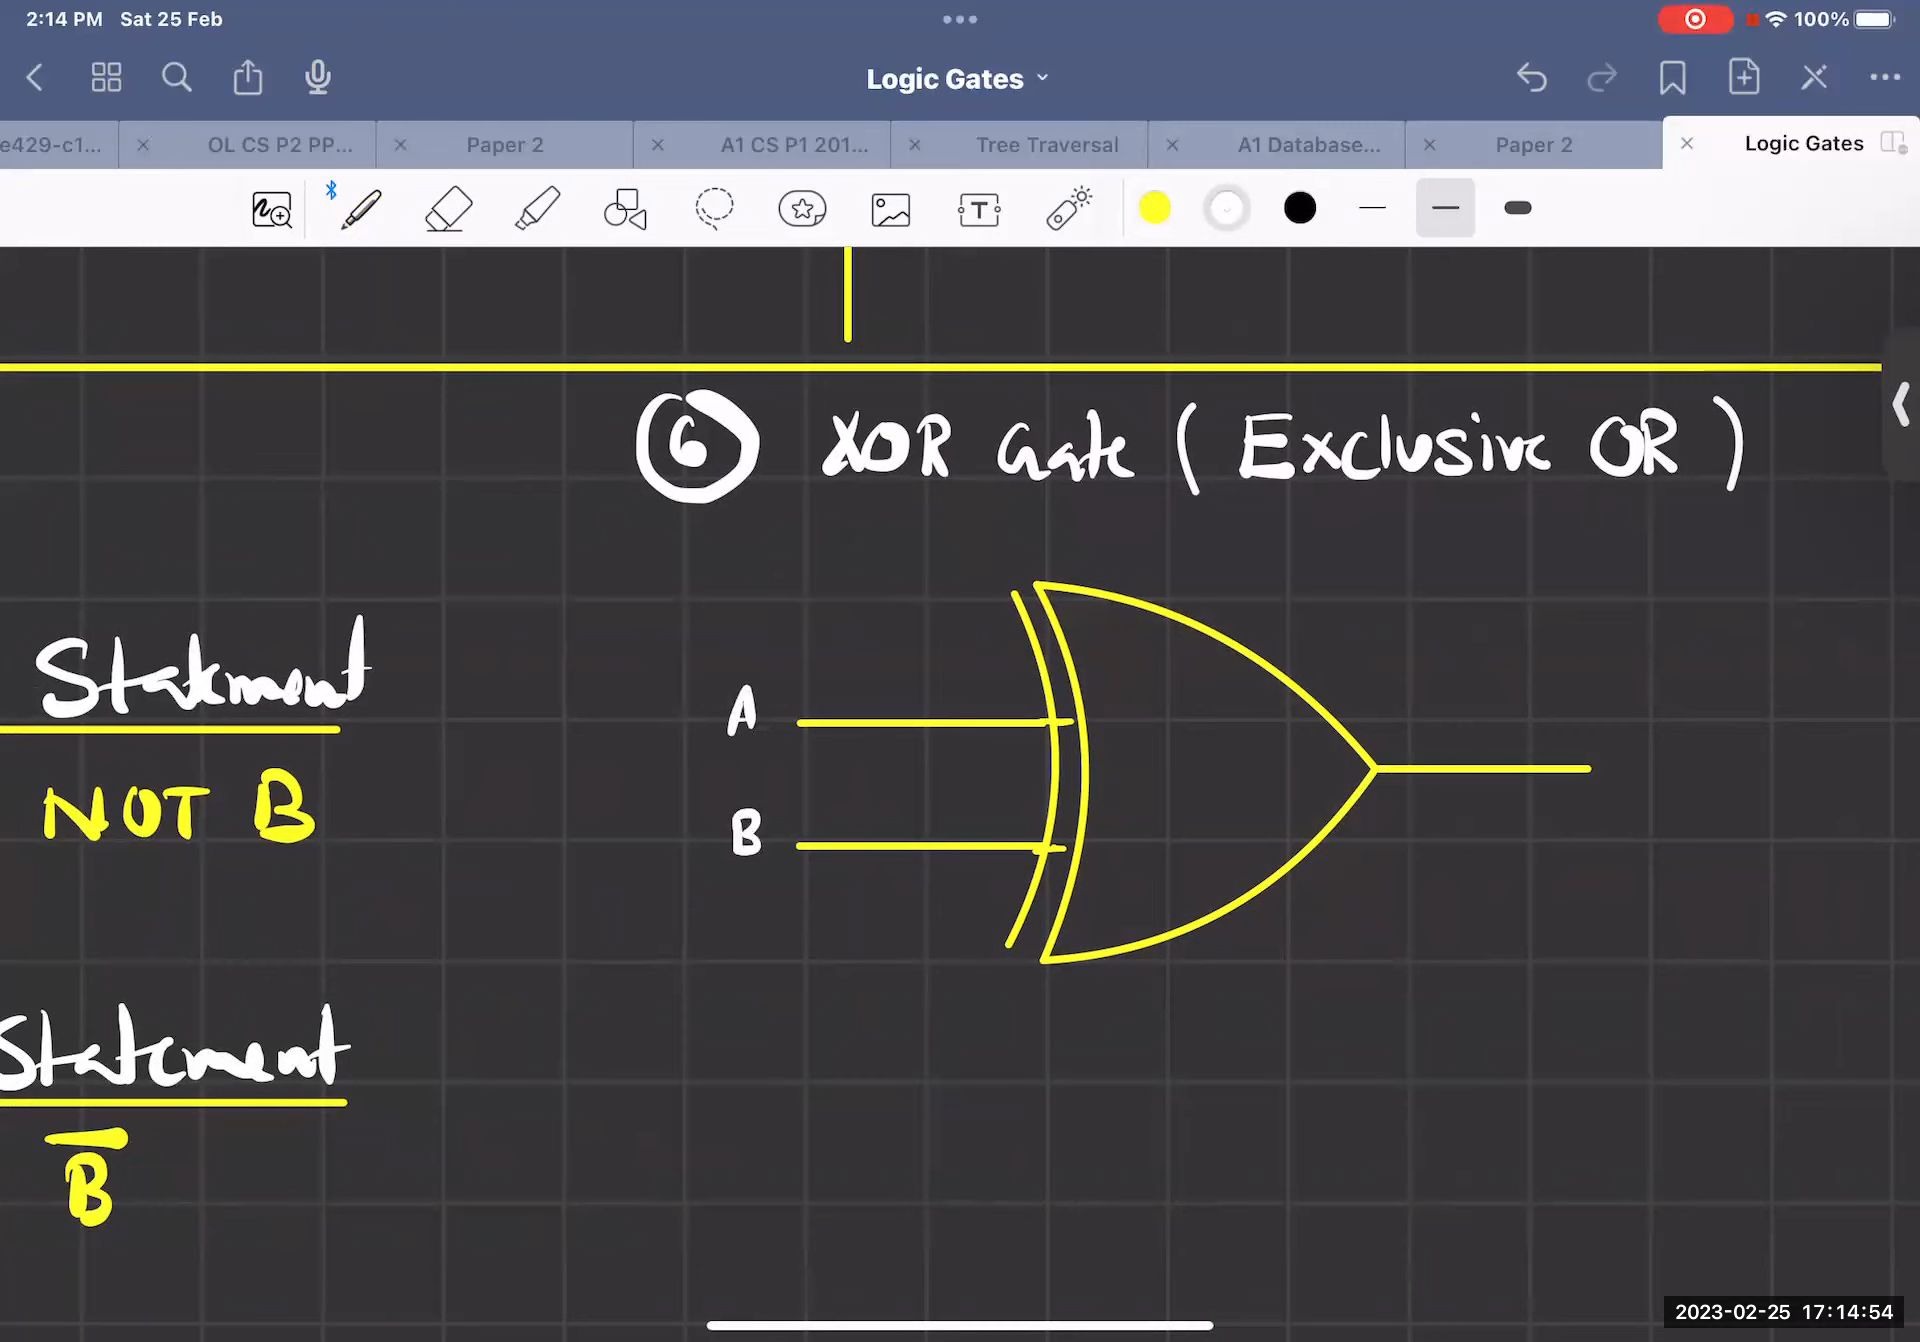 2:14 PM Sat 25 Feb
100%
Logic Gates
e429-c1...
OL CS P2 PP...
Paper 2
A1 CS P1 201...
Tree Traversal
A1 Database...
Paper 2
Logic Gates
T
6 XOR Gate ( Exclusive OR )
Statement
NOT B
A
B
Statement
B̅
2023-02-25 17:14:54